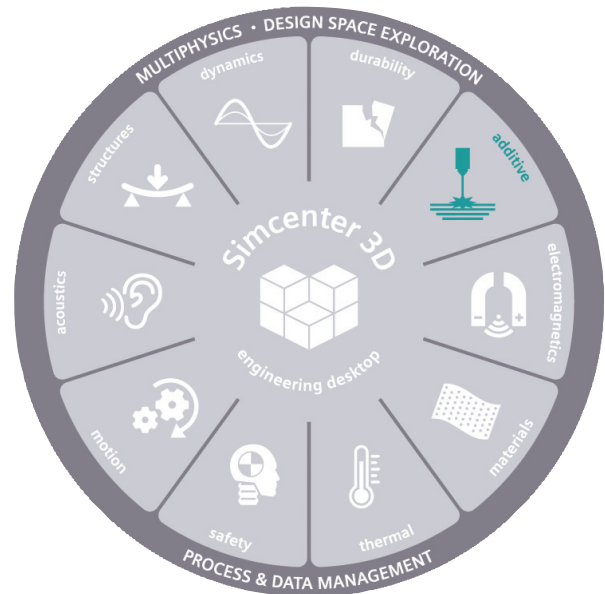 MULTIPHYSICS · DESIGN SPACE EXPLORATION
dynamics
durability
structures
additive
acoustics
Simcenter 3D
engineering desktop
electromagnetics
- +
motion
materials
safety
thermal
PROCESS & DATA MANAGEMENT